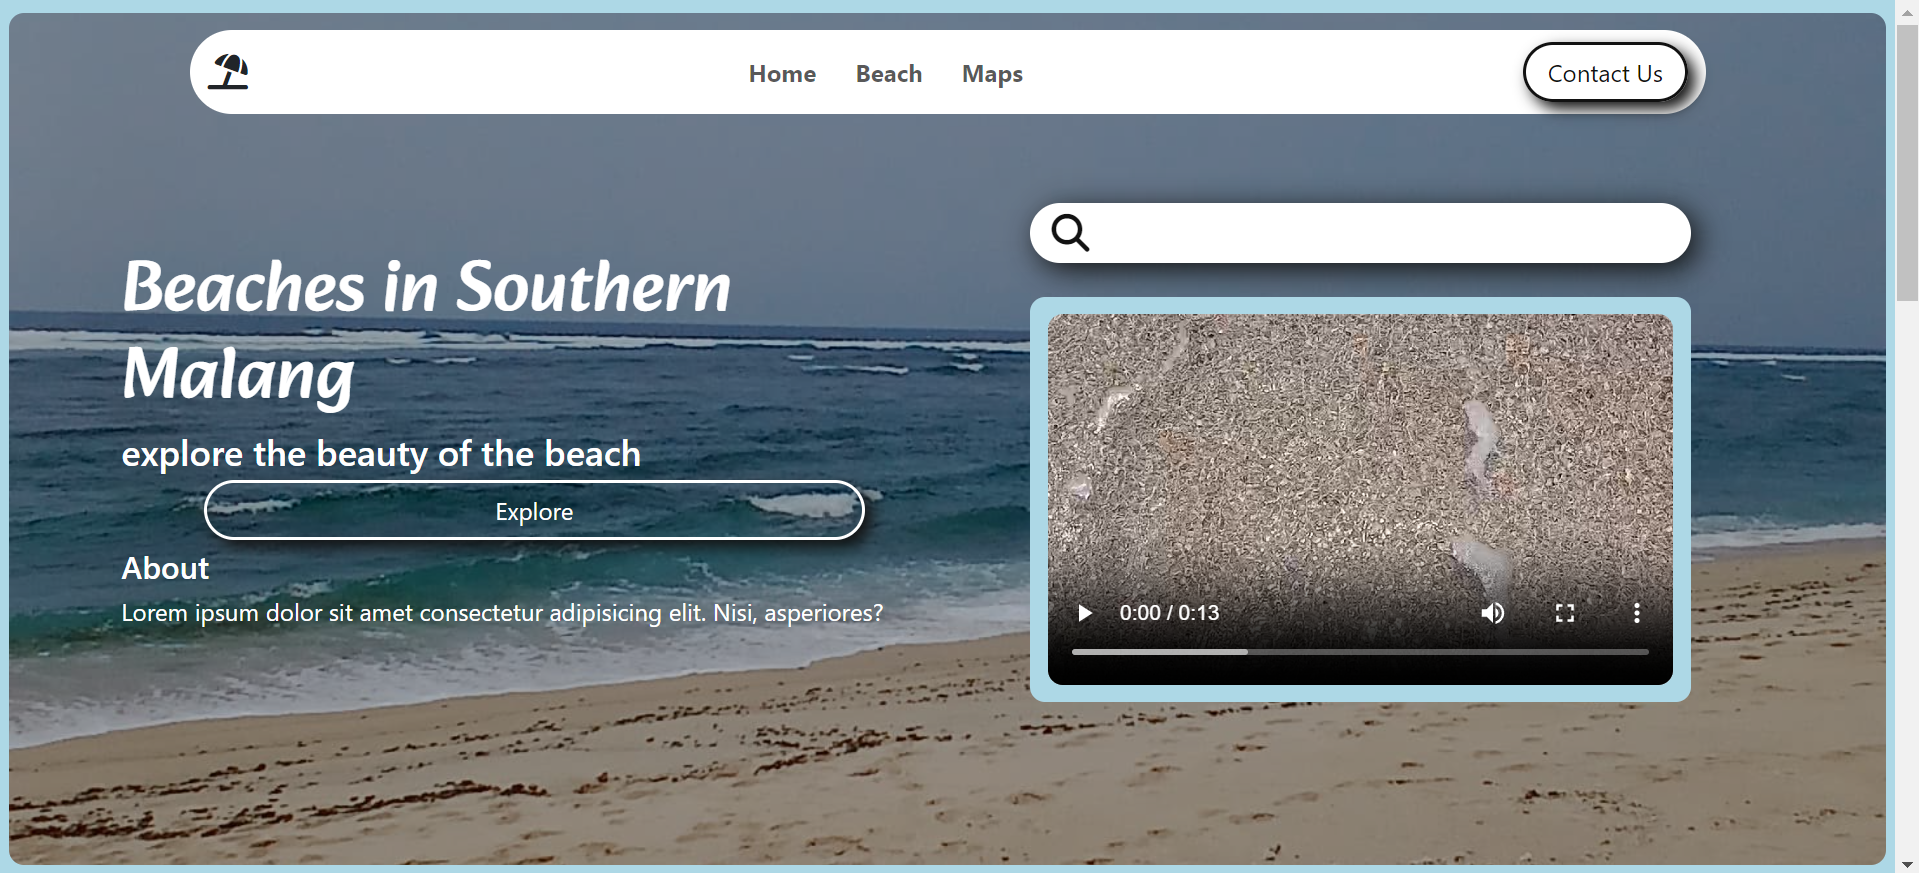 Home Beach Maps Contact Us
Beaches in Southern
Malang
explore the beauty of the beach
Explore
About
Lorem ipsum dolor sit amet consectetur adipisicing elit. Nisi, asperiores?
0:00 / 0:13